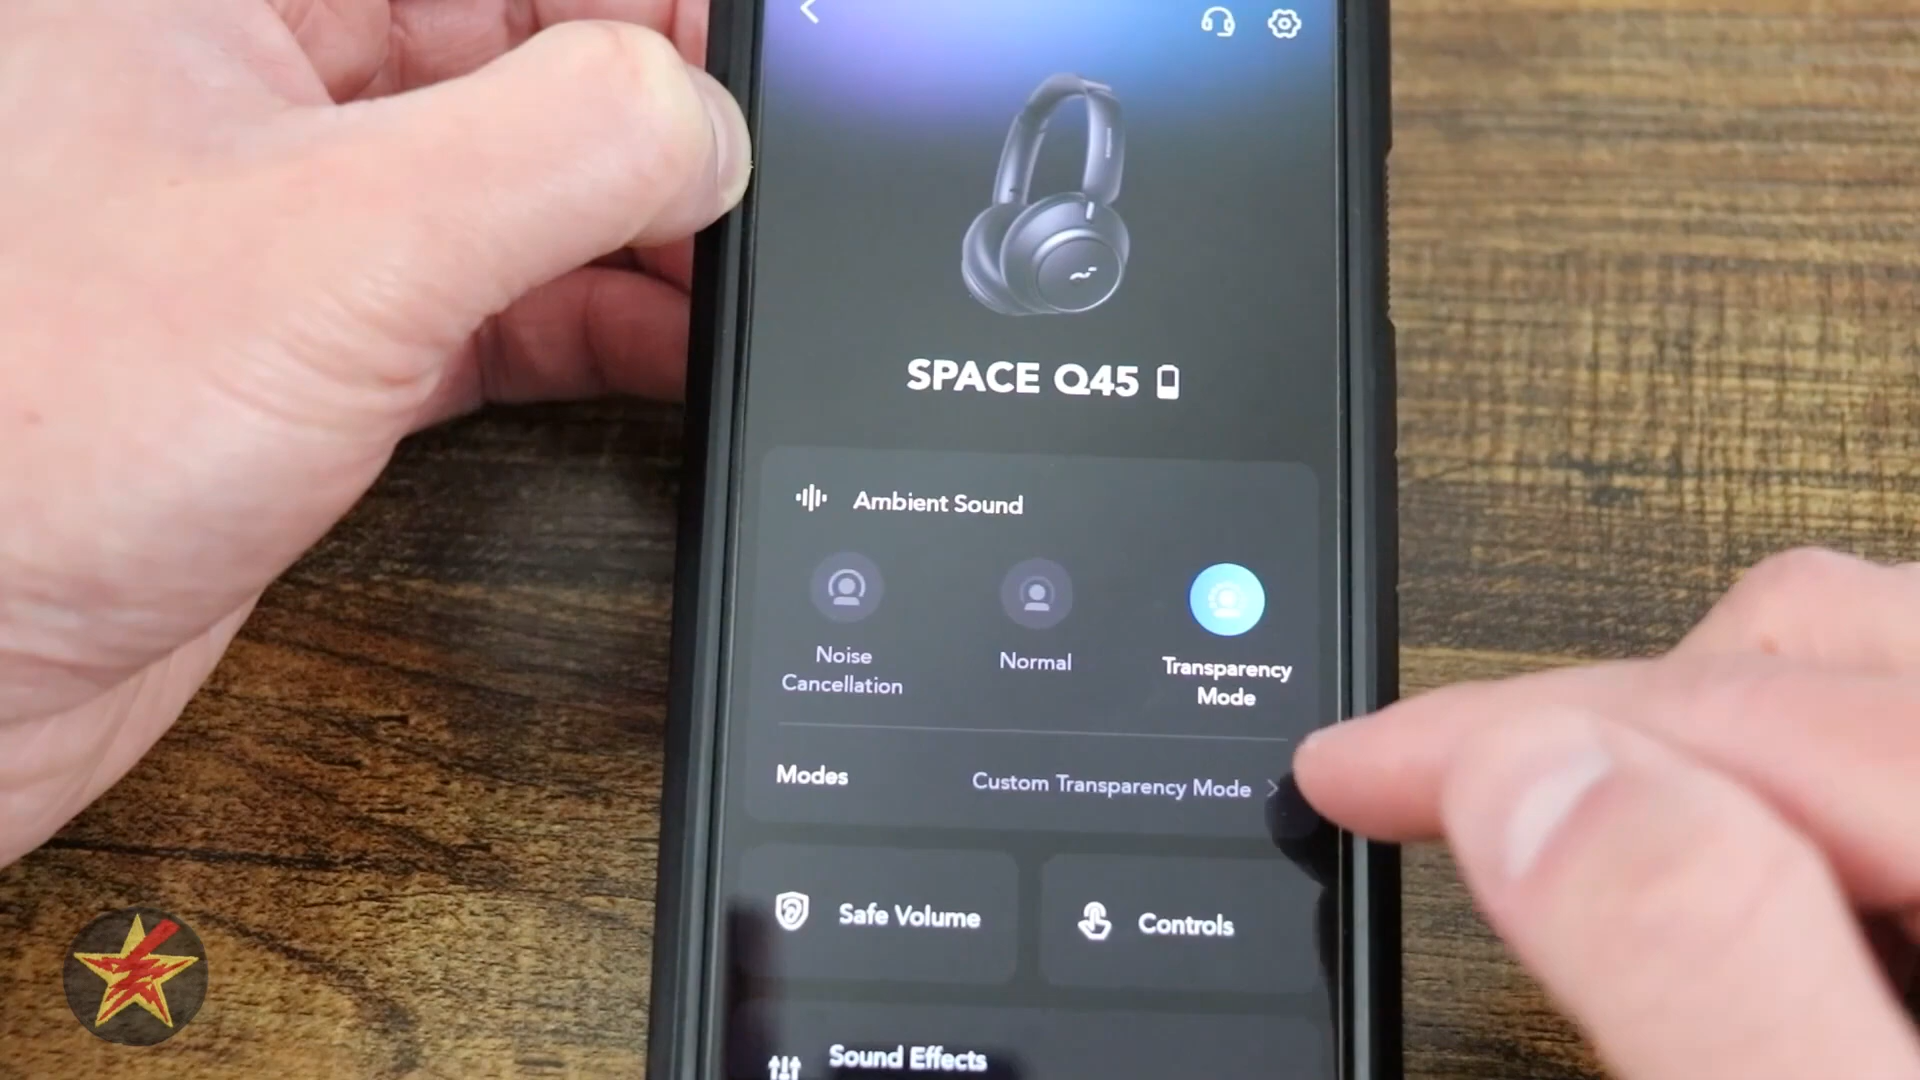 SPACE Q45
Ambient Sound
Noise
Cancellation
Normal
Transparency
Mode
Modes
Custom Transparency Mode
Safe Volume
Controls
Sound Effects